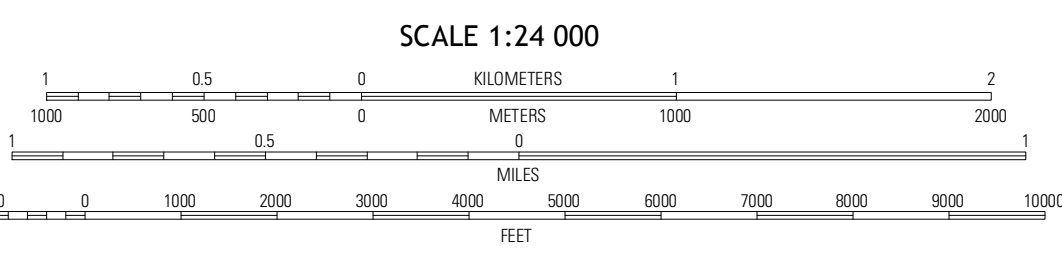 SCALE 1:24 000
1 0.5 0 KILOMETERS 1 2
1000 500 0 METERS 1000 2000
1 0.5 0 1
MILES
0 0 1000 2000 3000 4000 5000 6000 7000 8000 9000 10000
FEET